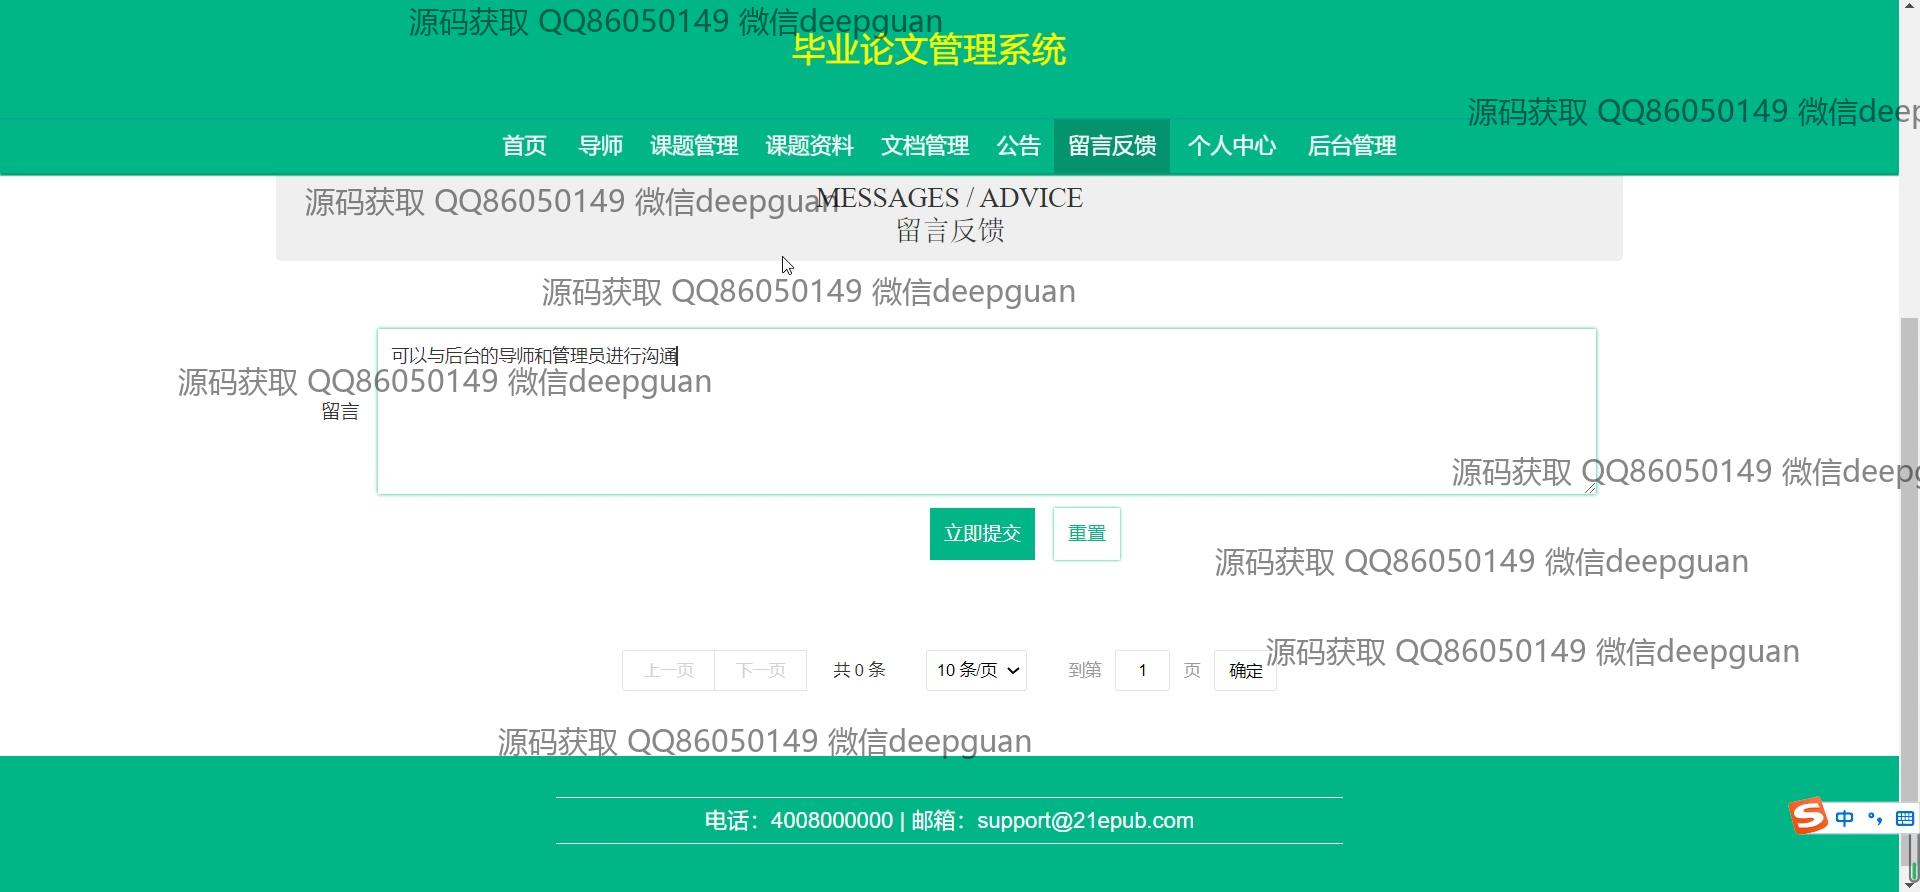 源码获取 QQ86050149 微信deepguan
毕业论文管理系统
源码获取 QQ86050149 微信deep
首页 导师 课题管理 课题资料 文档管理 公告 留言反馈 个人中心 后台管理
源码获取 QQ86050149 微信deepguan
MESSAGES / ADVICE
留言反馈
源码获取 QQ86050149 微信deepguan
可以与后台的导师和管理员进行沟通
源码获取 QQ86050149 微信deepguan
留言
源码获取 QQ86050149 微信deepg
立即提交 重置
源码获取 QQ86050149 微信deepguan
源码获取 QQ86050149 微信deepguan
上一页 下一页 共 0 条 10 条/页 到第 1 页 确定
源码获取 QQ86050149 微信deepguan
电话：4008000000 | 邮箱：support@21epub.com
中